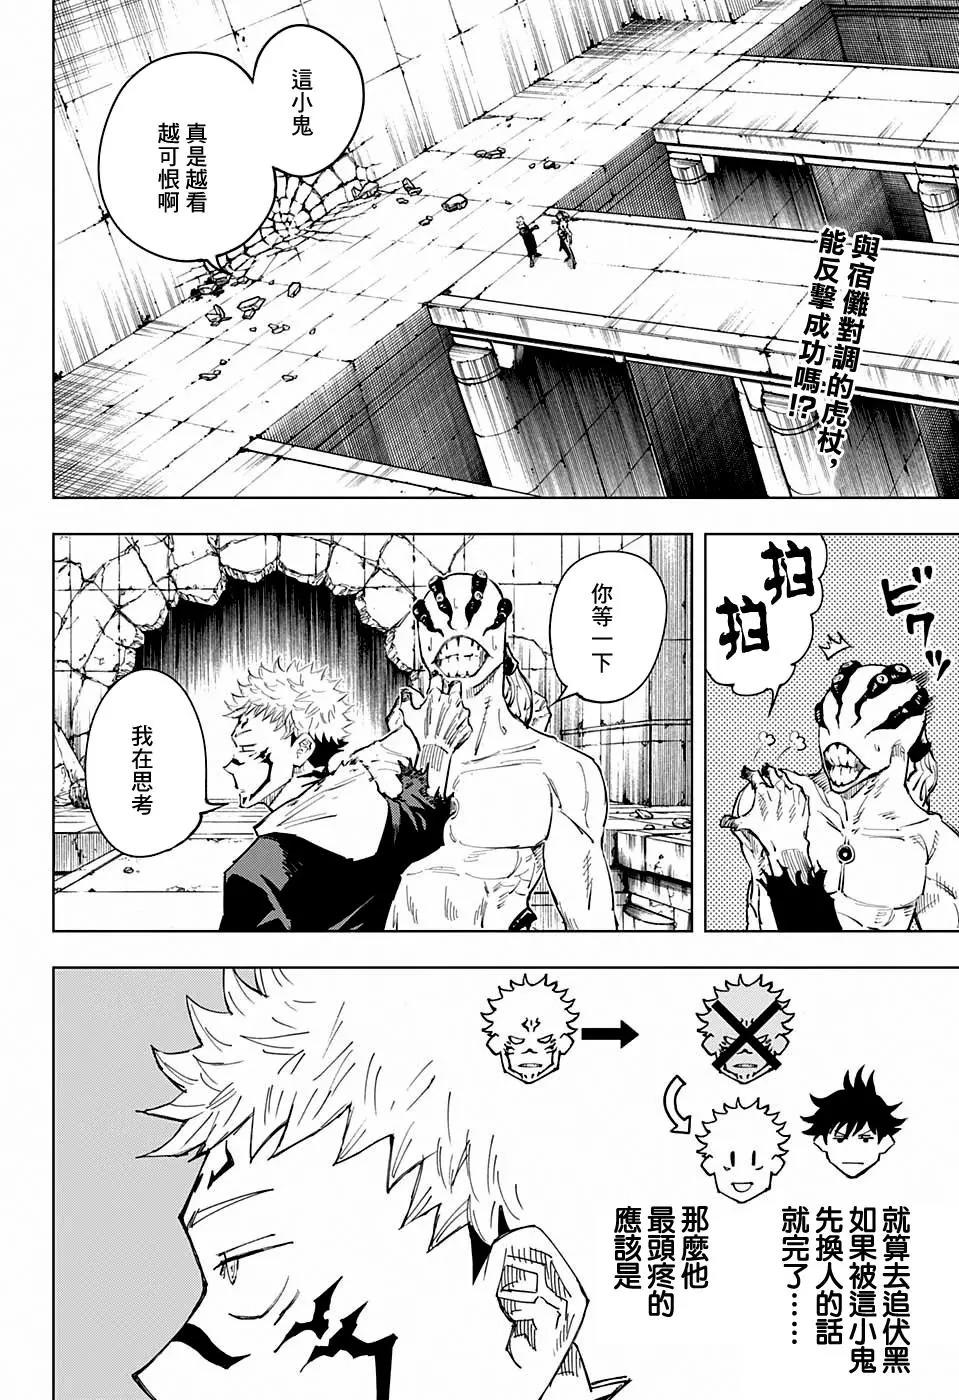 與宿儺對調的虎杖，
能反擊成功嗎!?
這小鬼
真是越看
越可恨啊
拍
拍
ビクッ
你等一下
我在思考
就算去追伏黑
如果被這小鬼
先換人的話
就完了……
那麼他
最頭疼的
應該是